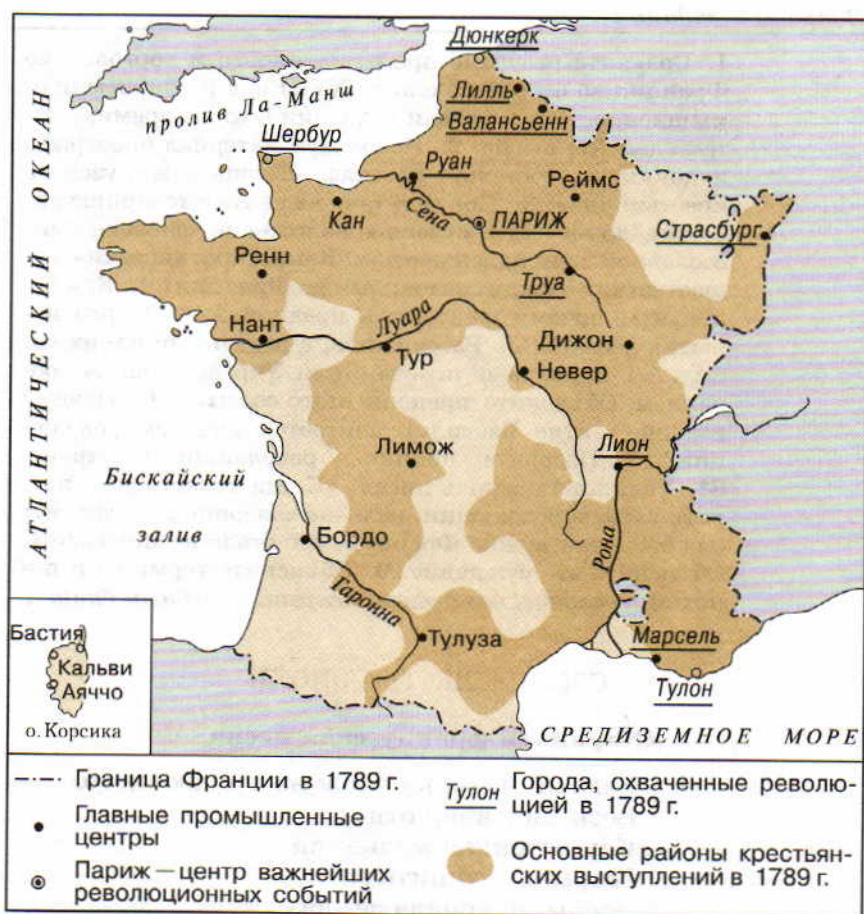 Дюнкерк
Лилль
Валансьенн
пролив Ла-Манш
Шербур
Руан
Реймс
Кан
Сена
ПАРИЖ
Страсбург
Ренн
Труа
Нант
Луара
Тур
Дижон
Невер
АТЛАНТИЧЕСКИЙ ОКЕАН
Лимож
Лион
Бискайский
залив
Бордо
Рона
Гаронна
Тулуза
Марсель
Тулон
Бастия
Кальви
Аяччо
о. Корсика
СРЕДИЗЕМНОЕ МОРЕ
Граница Франции в 1789 г.
Главные промышленные
центры
Париж — центр важнейших
революционных событий
Тулон
Города, охваченные револю-
цией в 1789 г.
Основные районы крестьян-
ских выступлений в 1789 г.